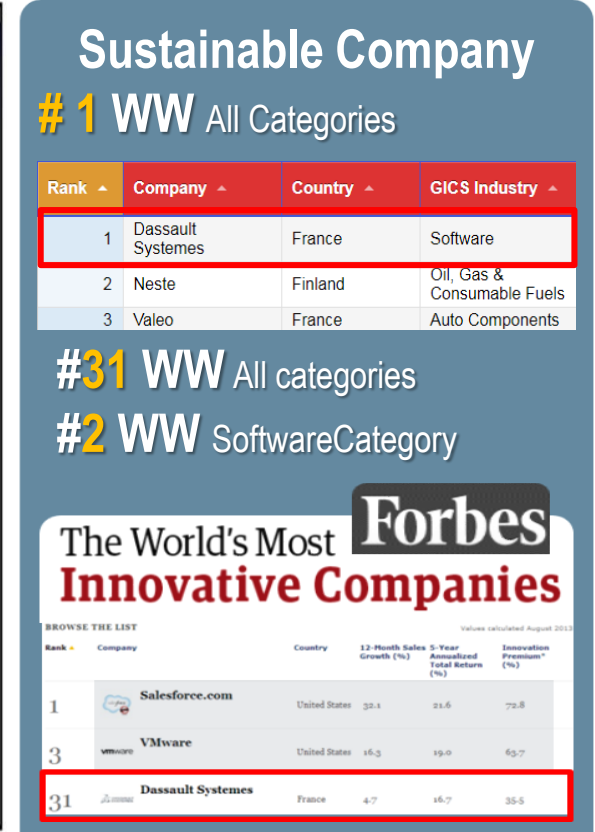 Sustainable Company
# 1 WW All Categories
Rank Company Country GICS Industry
1 Dassault Systemes France Software
2 Neste Finland Oil, Gas & Consumable Fuels
3 Valeo France Auto Components
#31 WW All categories
#2 WW SoftwareCategory
Forbes
The World's Most
Innovative Companies
BROWSE THE LIST Values calculated August 2013
Rank Company Country 12-Month Sales Growth (%) 5-Year Annualized Total Return (%) Innovation Premium* (%)
1 Salesforce.com United States 32.1 21.6 72.8
3 vmware VMware United States 16.3 19.0 63.7
31 Dassault Systemes France 4.7 16.7 35.5